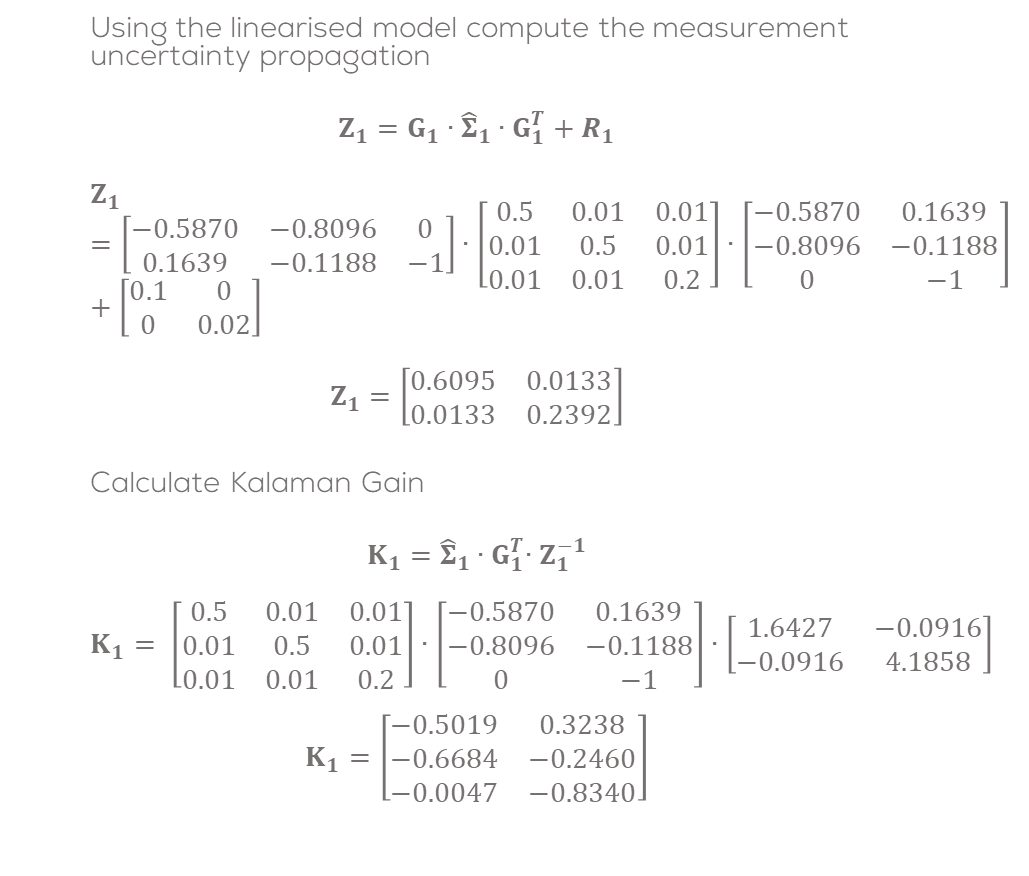 Using the linearised model compute the measurement
uncertainty propagation
Z₁ = G₁ · Σ̂₁ · G₁ᵀ + R₁
Z₁
= [−0.5870 −0.8096 0; 0.1639 −0.1188 −1] · [0.5 0.01 0.01; 0.01 0.5 0.01; 0.01 0.01 0.2] · [−0.5870 0.1639; −0.8096 −0.1188; 0 −1]
+ [0.1 0; 0 0.02]
Z₁ = [0.6095 0.0133; 0.0133 0.2392]
Calculate Kalaman Gain
K₁ = Σ̂₁ · G₁ᵀ · Z₁⁻¹
K₁ = [0.5 0.01 0.01; 0.01 0.5 0.01; 0.01 0.01 0.2] · [−0.5870 0.1639; −0.8096 −0.1188; 0 −1] · [1.6427 −0.0916; −0.0916 4.1858]
K₁ = [−0.5019 0.3238; −0.6684 −0.2460; −0.0047 −0.8340]